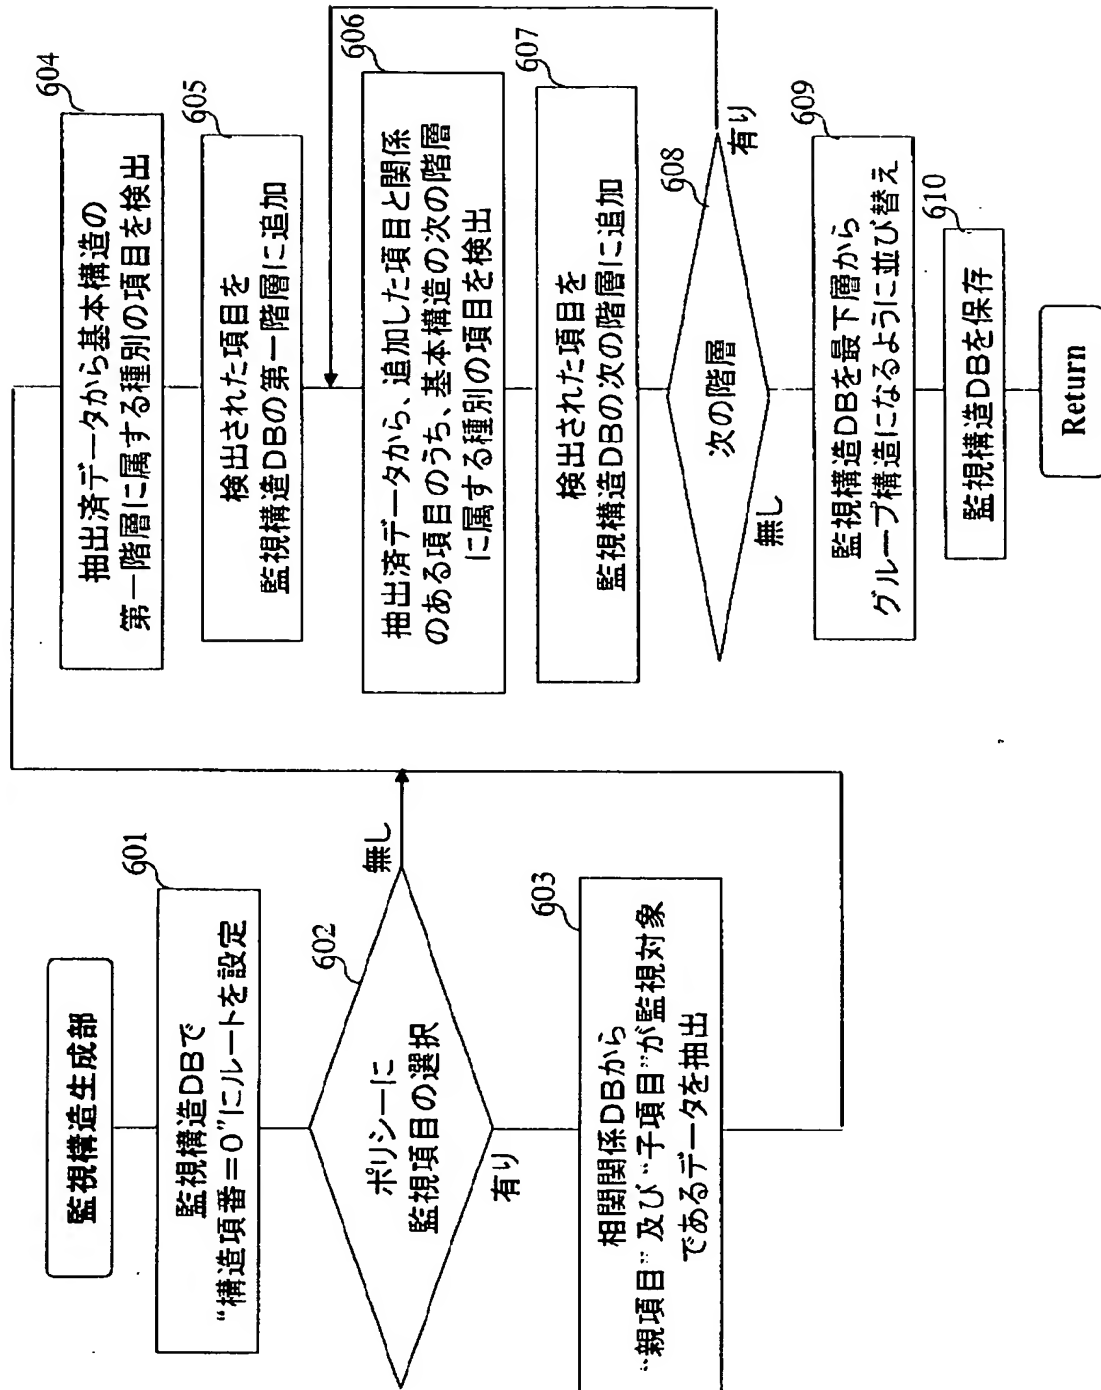 監視構造生成部
601
監視構造DBで
“構造項番=0”にルートを設定
602
ポリシーに
監視項目の選択
無し
有り
603
相関関係DBから
“親項目”及び“子項目”が監視対象
であるデータを抽出
604
抽出済データから基本構造の
第一階層に属する種別の項目を検出
605
検出された項目を
監視構造DBの第一階層に追加
606
抽出済データから、追加した項目と関係
のある項目のうち、基本構造の次の階層
に属する種別の項目を検出
607
検出された項目を
監視構造DBの次の階層に追加
608
次の階層
有り
無し
609
監視構造DBを最下層から
グループ構造になるように並び替え
610
監視構造DBを保存
Return